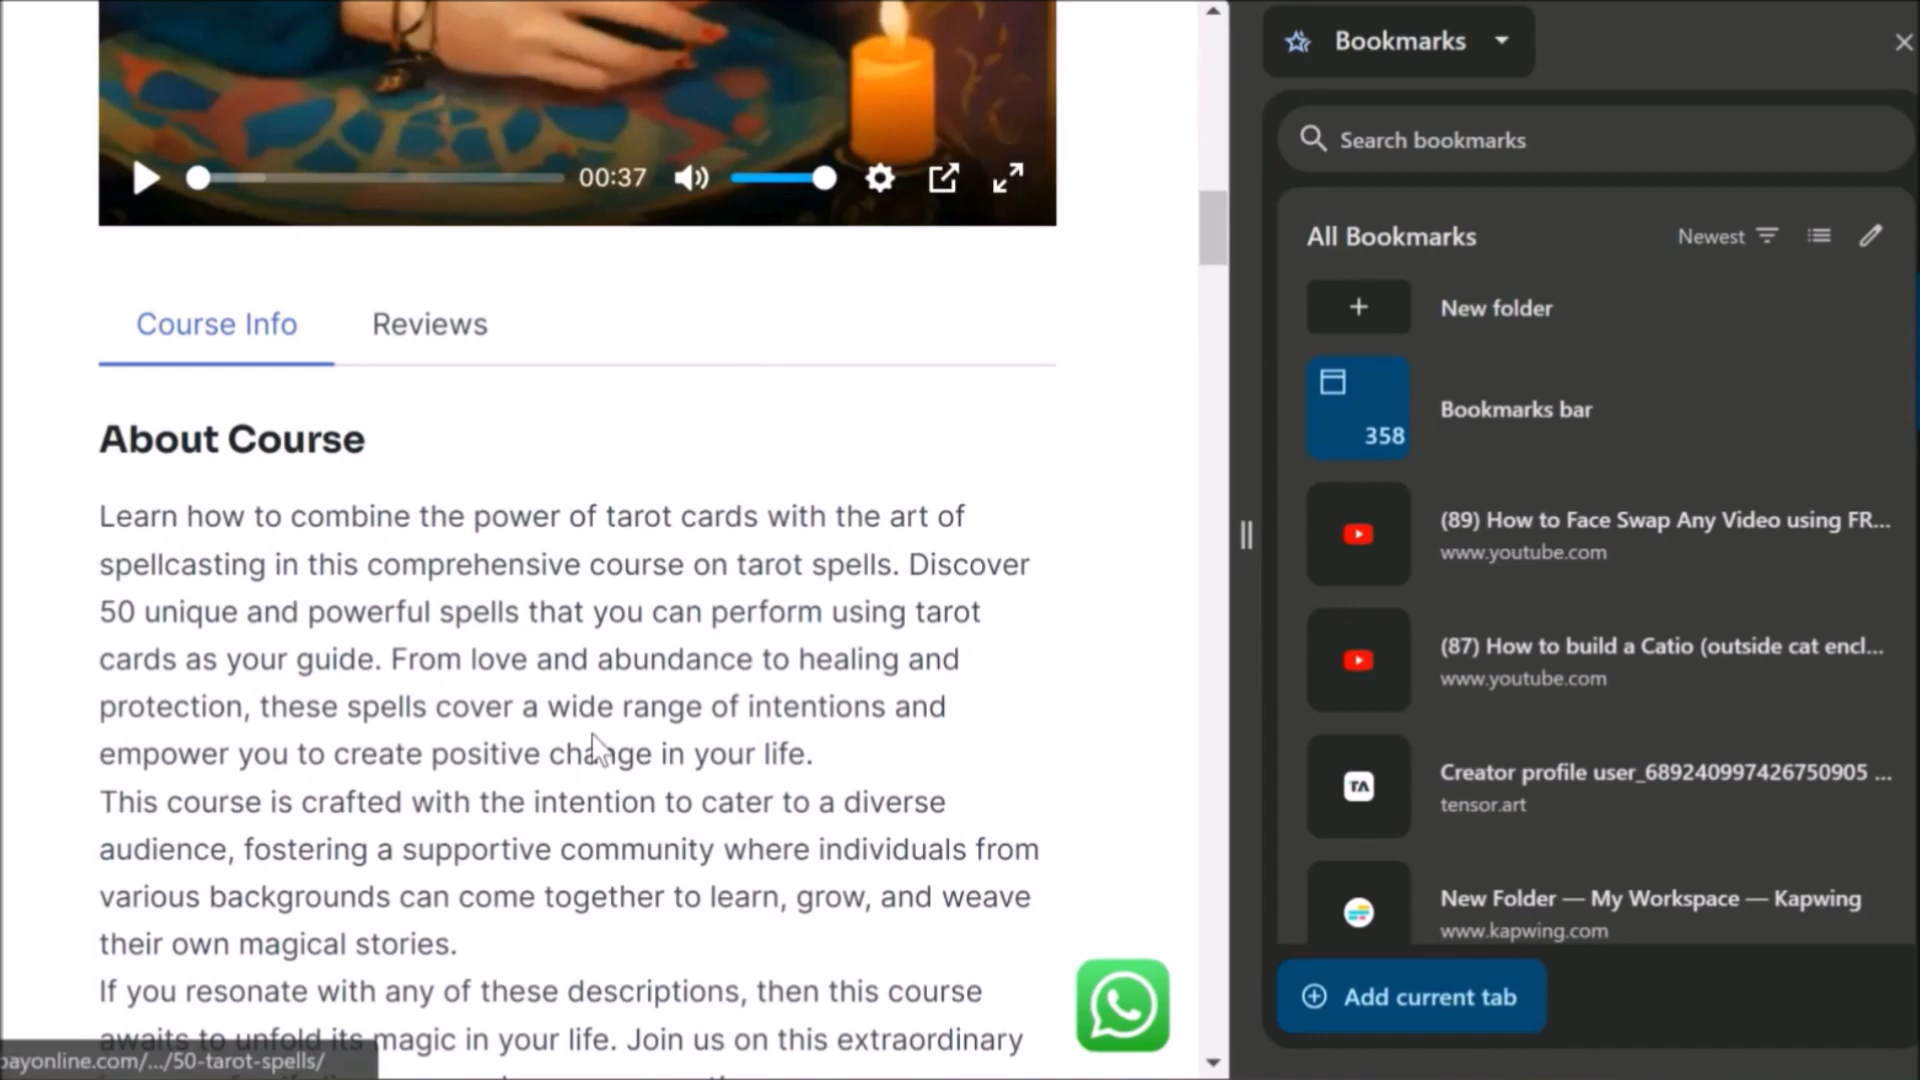 00:37
Course Info
Reviews
About Course
Learn how to combine the power of tarot cards with the art of
spellcasting in this comprehensive course on tarot spells. Discover
50 unique and powerful spells that you can perform using tarot
cards as your guide. From love and abundance to healing and
protection, these spells cover a wide range of intentions and
empower you to create positive change in your life.
This course is crafted with the intention to cater to a diverse
audience, fostering a supportive community where individuals from
various backgrounds can come together to learn, grow, and weave
their own magical stories.
If you resonate with any of these descriptions, then this course
awaits to unfold its magic in your life. Join us on this extraordinary
payonline.com/.../50-tarot-spells/
Bookmarks
Search bookmarks
All Bookmarks
Newest
New folder
Bookmarks bar
358
(89) How to Face Swap Any Video using FR...
www.youtube.com
(87) How to build a Catio (outside cat encl...
www.youtube.com
Creator profile user_689240997426750905 ...
tensor.art
TA
New Folder — My Workspace — Kapwing
www.kapwing.com
Add current tab